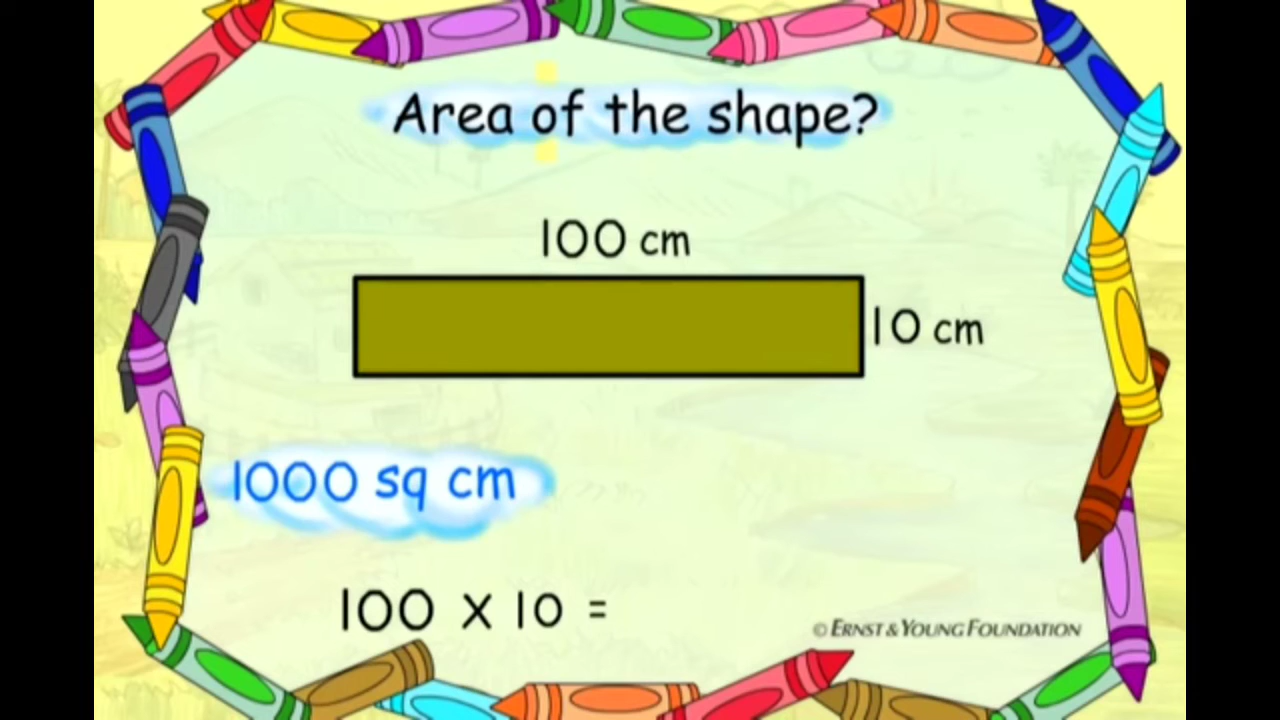 Area of the shape?
100 cm
10 cm
1000 sq cm
100 x 10 =
© ERNST & YOUNG FOUNDATION